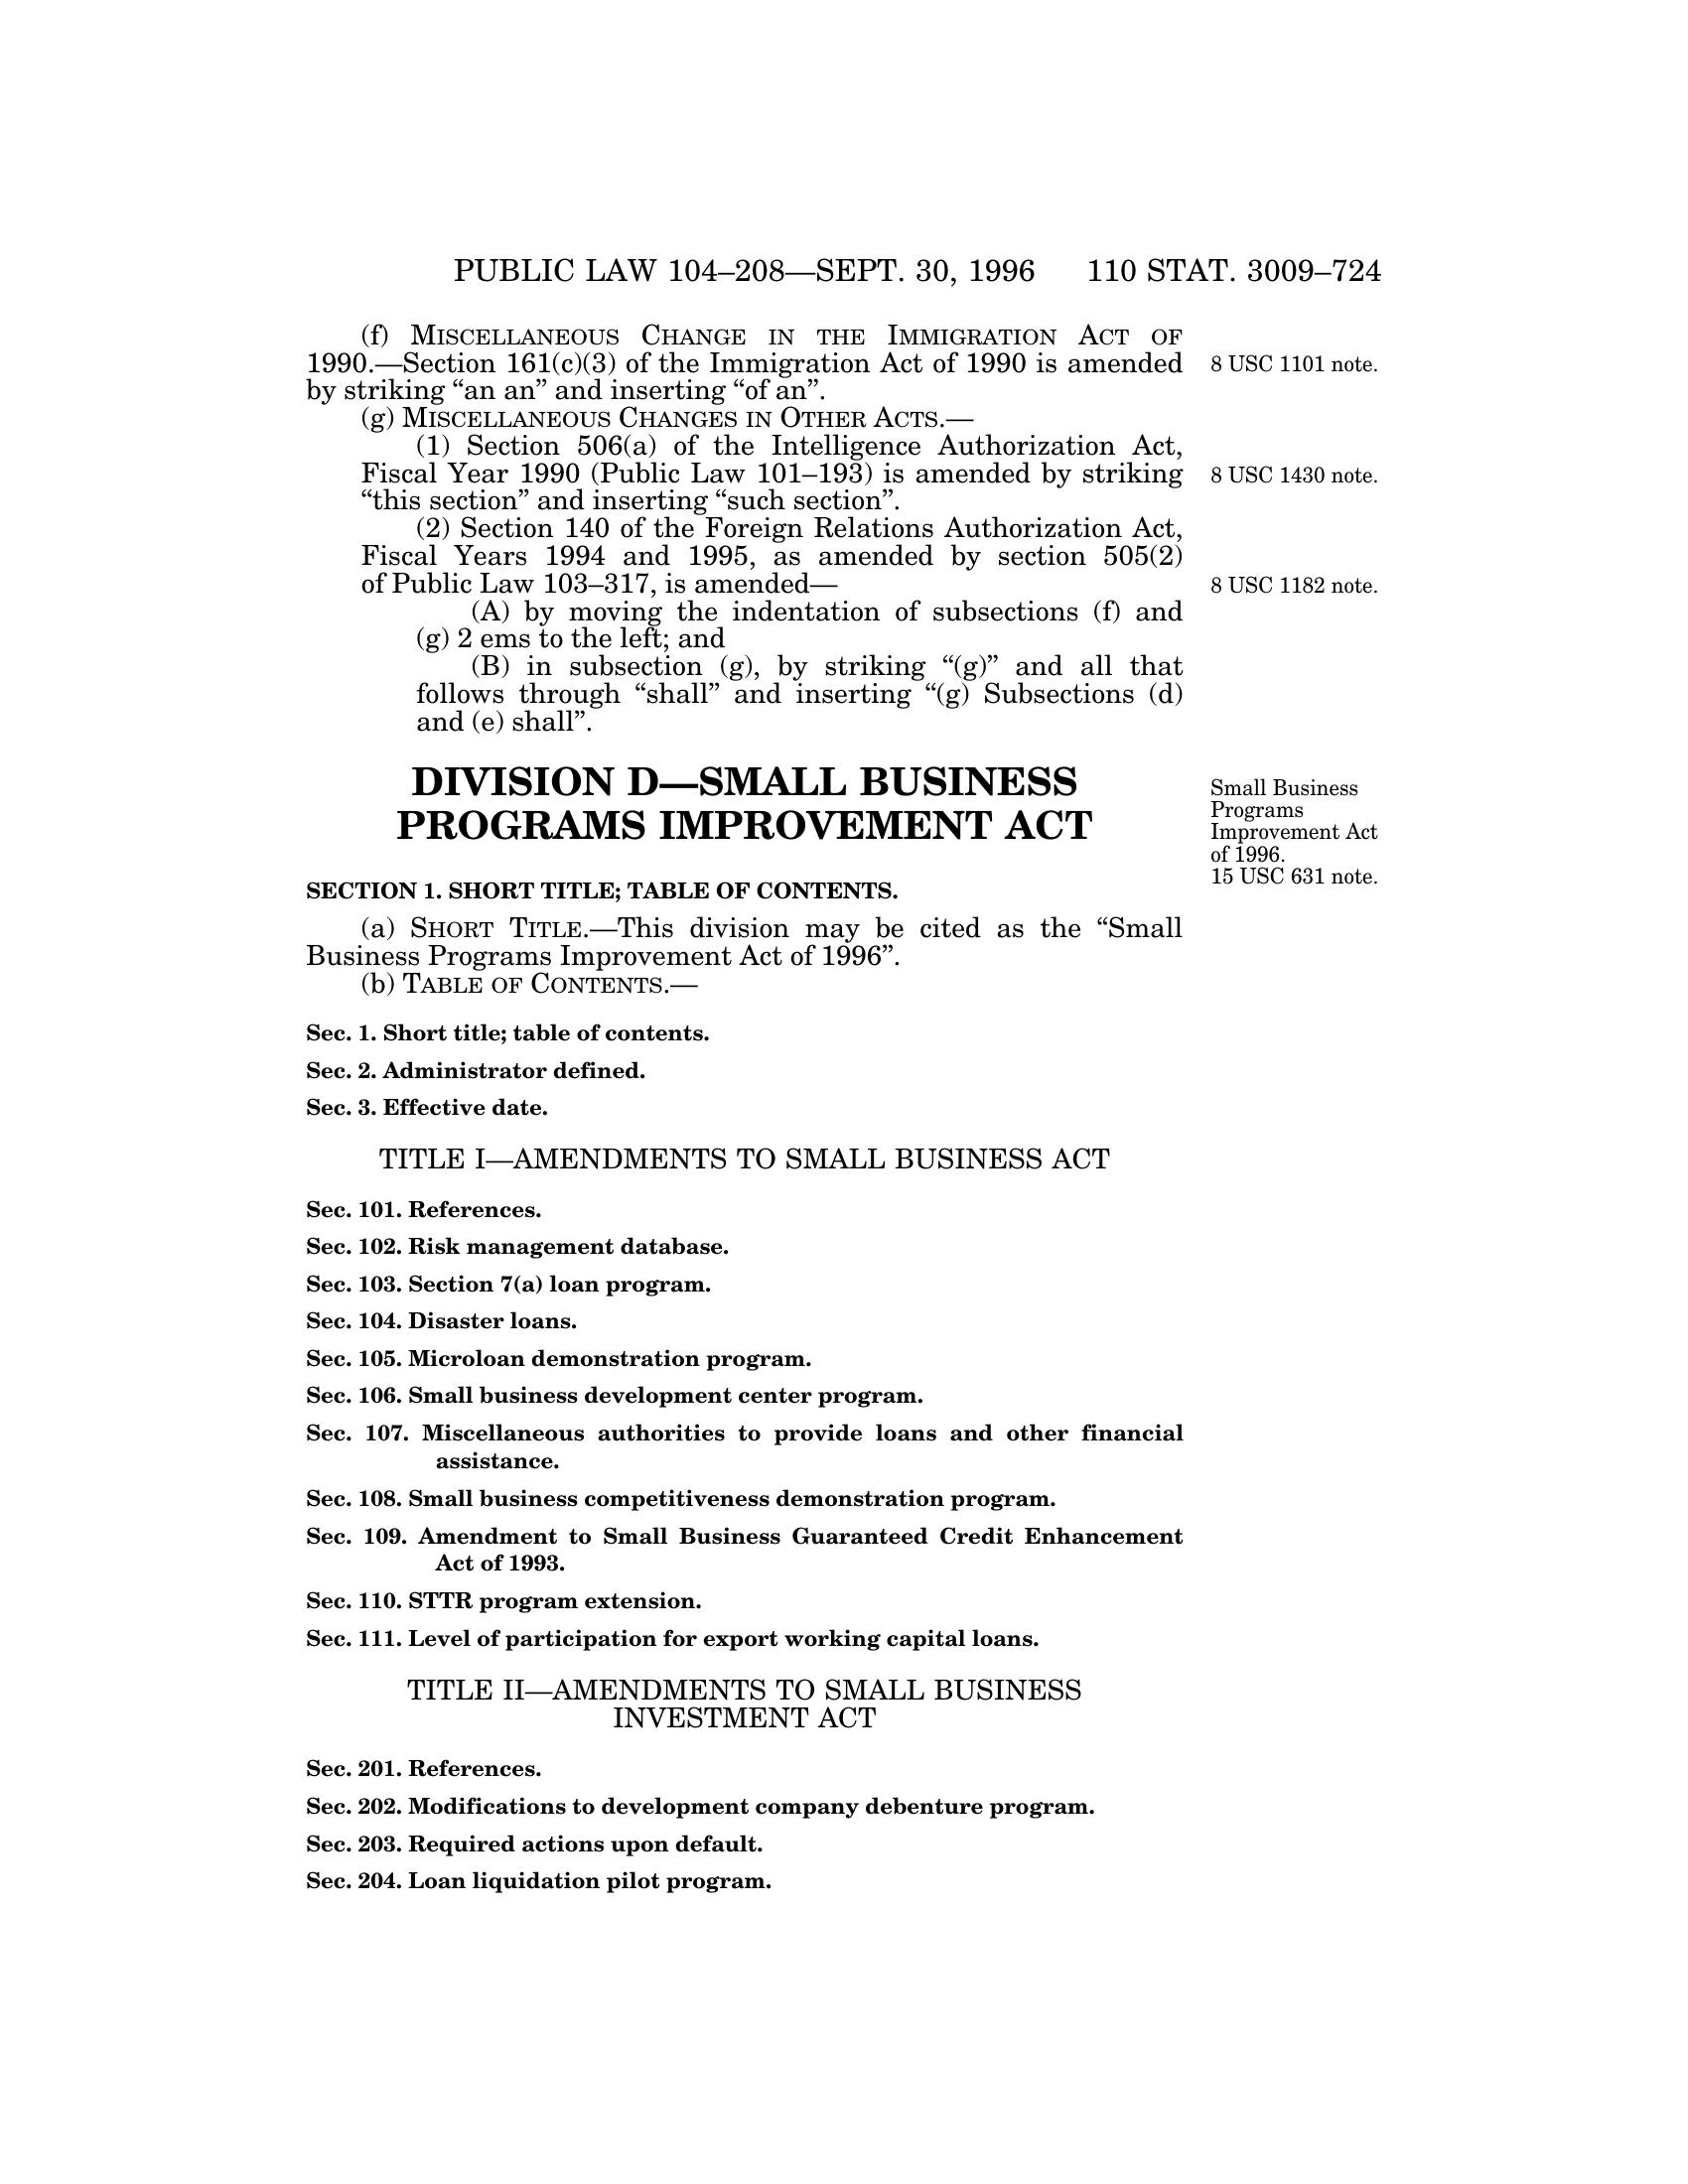 PUBLIC LAW 104–208—SEPT. 30, 1996 110 STAT. 3009–724
(f) MISCELLANEOUS CHANGE IN THE IMMIGRATION ACT OF
1990.—Section 161(c)(3) of the Immigration Act of 1990 is amended
by striking “an an” and inserting “of an”.
8 USC 1101 note.
(g) MISCELLANEOUS CHANGES IN OTHER ACTS.—
(1) Section 506(a) of the Intelligence Authorization Act,
Fiscal Year 1990 (Public Law 101–193) is amended by striking
“this section” and inserting “such section”.
8 USC 1430 note.
(2) Section 140 of the Foreign Relations Authorization Act,
Fiscal Years 1994 and 1995, as amended by section 505(2)
of Public Law 103–317, is amended—
8 USC 1182 note.
(A) by moving the indentation of subsections (f) and
(g) 2 ems to the left; and
(B) in subsection (g), by striking “(g)” and all that
follows through “shall” and inserting “(g) Subsections (d)
and (e) shall”.
DIVISION D—SMALL BUSINESS
PROGRAMS IMPROVEMENT ACT
Small Business
Programs
Improvement Act
of 1996.
15 USC 631 note.
SECTION 1. SHORT TITLE; TABLE OF CONTENTS.
(a) SHORT TITLE.—This division may be cited as the “Small
Business Programs Improvement Act of 1996”.
(b) TABLE OF CONTENTS.—
Sec. 1. Short title; table of contents.
Sec. 2. Administrator defined.
Sec. 3. Effective date.
TITLE I—AMENDMENTS TO SMALL BUSINESS ACT
Sec. 101. References.
Sec. 102. Risk management database.
Sec. 103. Section 7(a) loan program.
Sec. 104. Disaster loans.
Sec. 105. Microloan demonstration program.
Sec. 106. Small business development center program.
Sec. 107. Miscellaneous authorities to provide loans and other financial
assistance.
Sec. 108. Small business competitiveness demonstration program.
Sec. 109. Amendment to Small Business Guaranteed Credit Enhancement
Act of 1993.
Sec. 110. STTR program extension.
Sec. 111. Level of participation for export working capital loans.
TITLE II—AMENDMENTS TO SMALL BUSINESS
INVESTMENT ACT
Sec. 201. References.
Sec. 202. Modifications to development company debenture program.
Sec. 203. Required actions upon default.
Sec. 204. Loan liquidation pilot program.